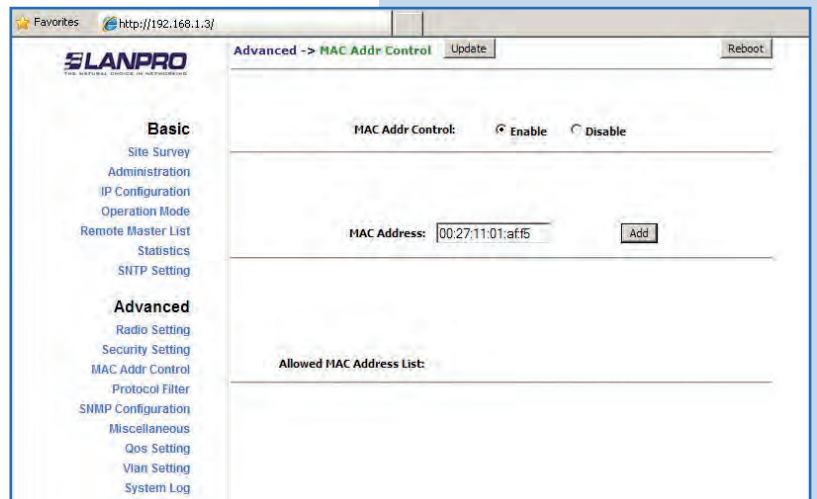 Favorites http://192.168.1.3/
LANPRO
THE NATURAL CHOICE IN NETWORKING
Advanced -> MAC Addr Control Update Reboot
Basic
Site Survey
Administration
IP Configuration
Operation Mode
Remote Master List
Statistics
SNTP Setting
Advanced
Radio Setting
Security Setting
MAC Addr Control
Protocol Filter
SNMP Configuration
Miscellaneous
Qos Setting
Vlan Setting
System Log
MAC Addr Control: Enable Disable
MAC Address: 00:27:11:01:af:f5 Add
Allowed MAC Address List: